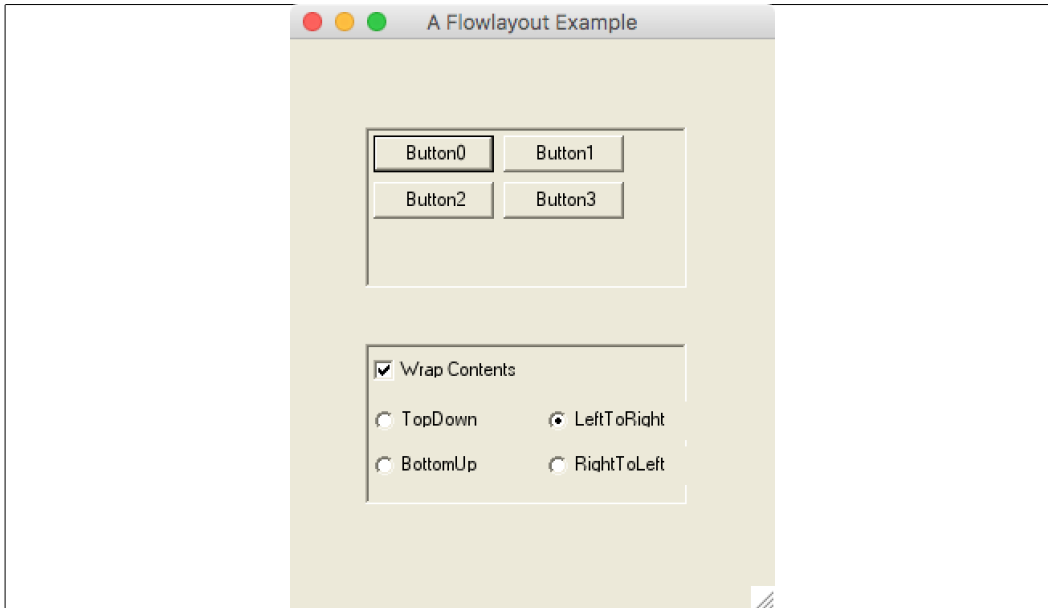 A Flowlayout Example
Button0 Button1
Button2 Button3
Wrap Contents
TopDown LeftToRight
BottomUp RightToLeft